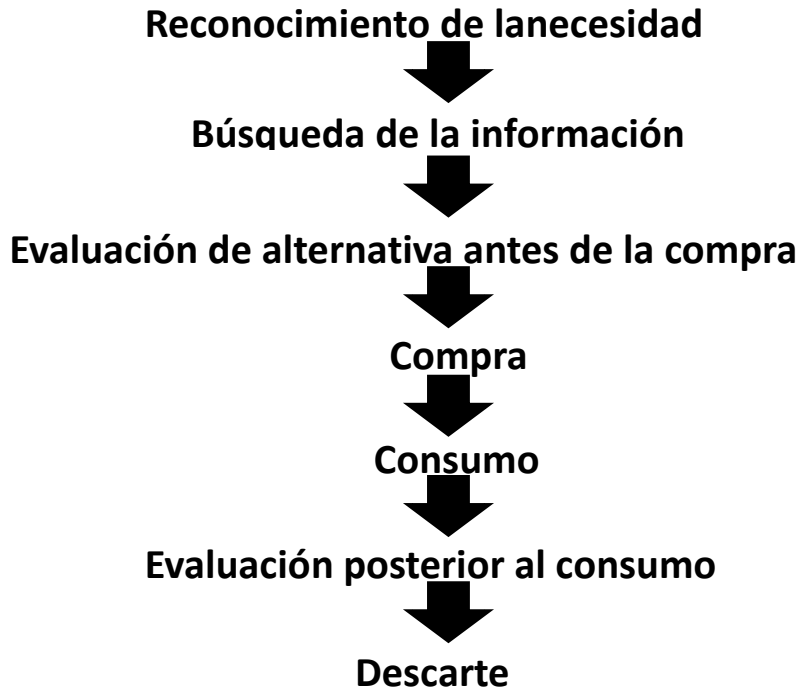 Reconocimiento de lanecesidad
Búsqueda de la información
Evaluación de alternativa antes de la compra
Compra
Consumo
Evaluación posterior al consumo
Descarte